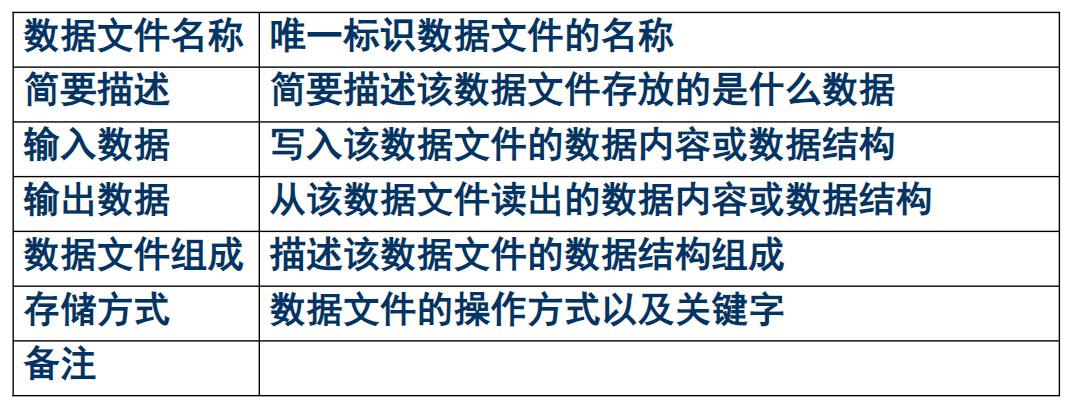 数据文件名称 唯一标识数据文件的名称
简要描述 简要描述该数据文件存放的是什么数据
输入数据 写入该数据文件的数据内容或数据结构
输出数据 从该数据文件读出的数据内容或数据结构
数据文件组成 描述该数据文件的数据结构组成
存储方式 数据文件的操作方式以及关键字
备注